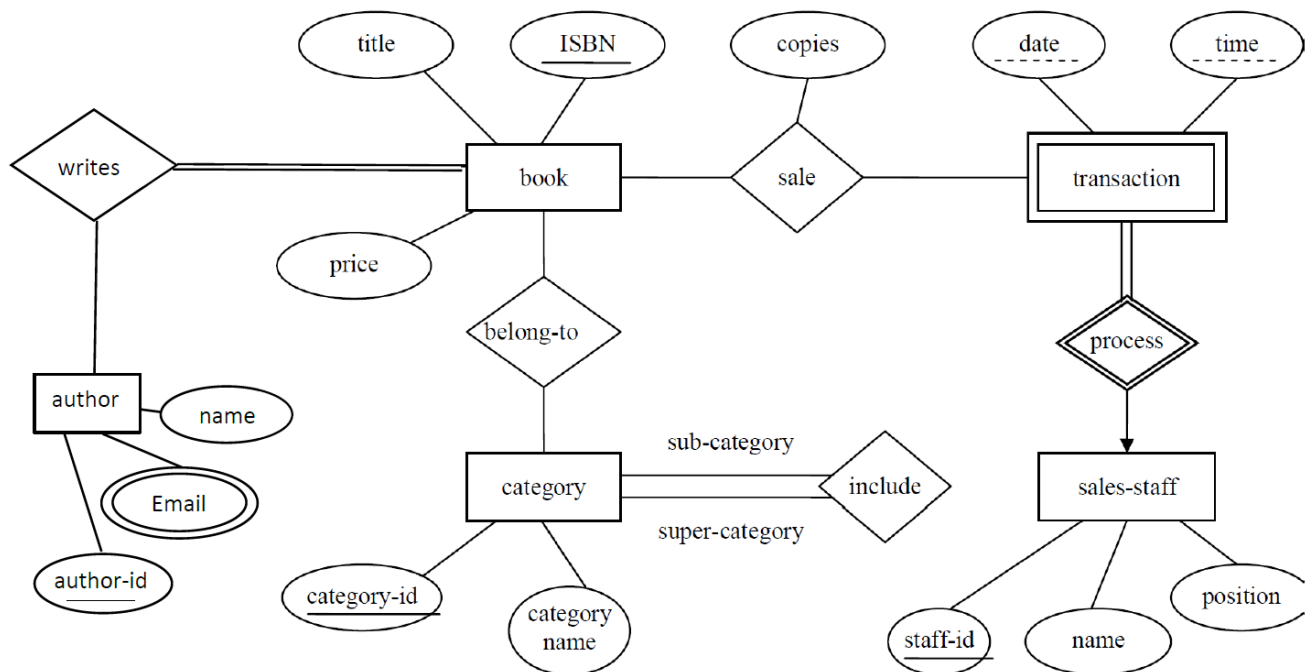 title
ISBN
copies
date
time
writes
book
sale
transaction
price
belong-to
process
author
name
sub-category
category
include
sales-staff
Email
super-category
author-id
category-id
category
name
staff-id
name
position